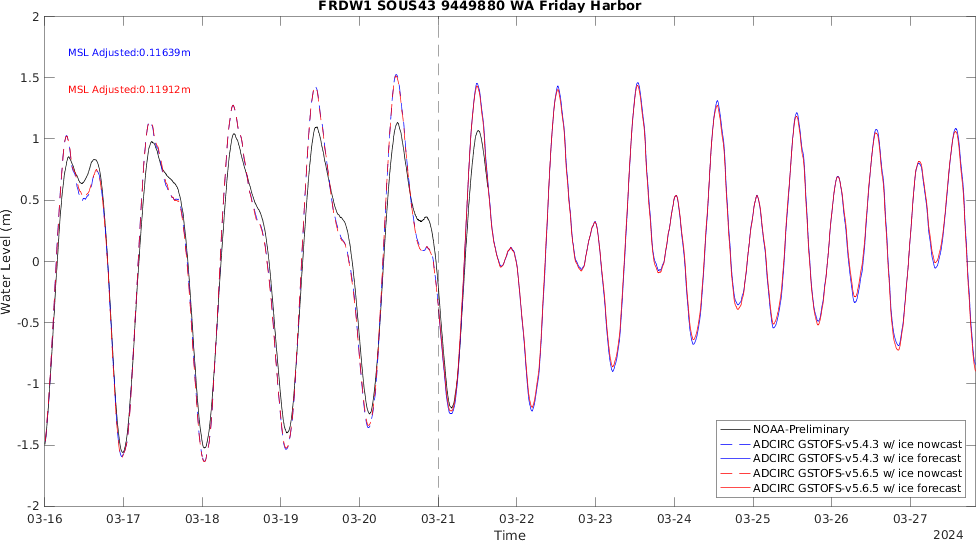 FRDW1 SOUS43 9449880 WA Friday Harbor
MSL Adjusted:0.11639m
MSL Adjusted:0.11912m
Water Level (m)
2
1.5
1
0.5
0
-0.5
-1
-1.5
-2
NOAA-Preliminary
ADCIRC GSTOFS-v5.4.3 w/ice nowcast
ADCIRC GSTOFS-v5.4.3 w/ice forecast
ADCIRC GSTOFS-v5.6.5 w/ice nowcast
ADCIRC GSTOFS-v5.6.5 w/ice forecast
03-16 03-17 03-18 03-19 03-20 03-21 03-22 03-23 03-24 03-25 03-26 03-27
Time
2024